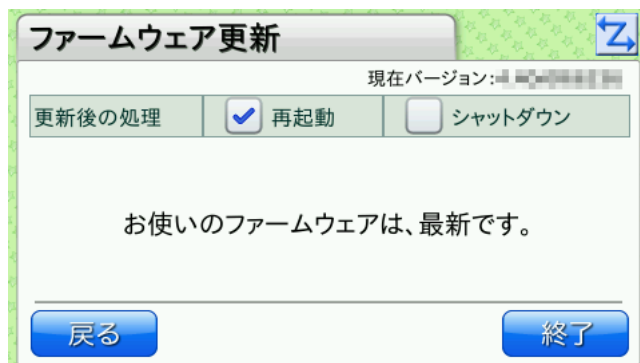 ファームウェア更新
Z
現在バージョン:
更新後の処理 再起動 シャットダウン
お使いのファームウェアは、最新です。
戻る 終了